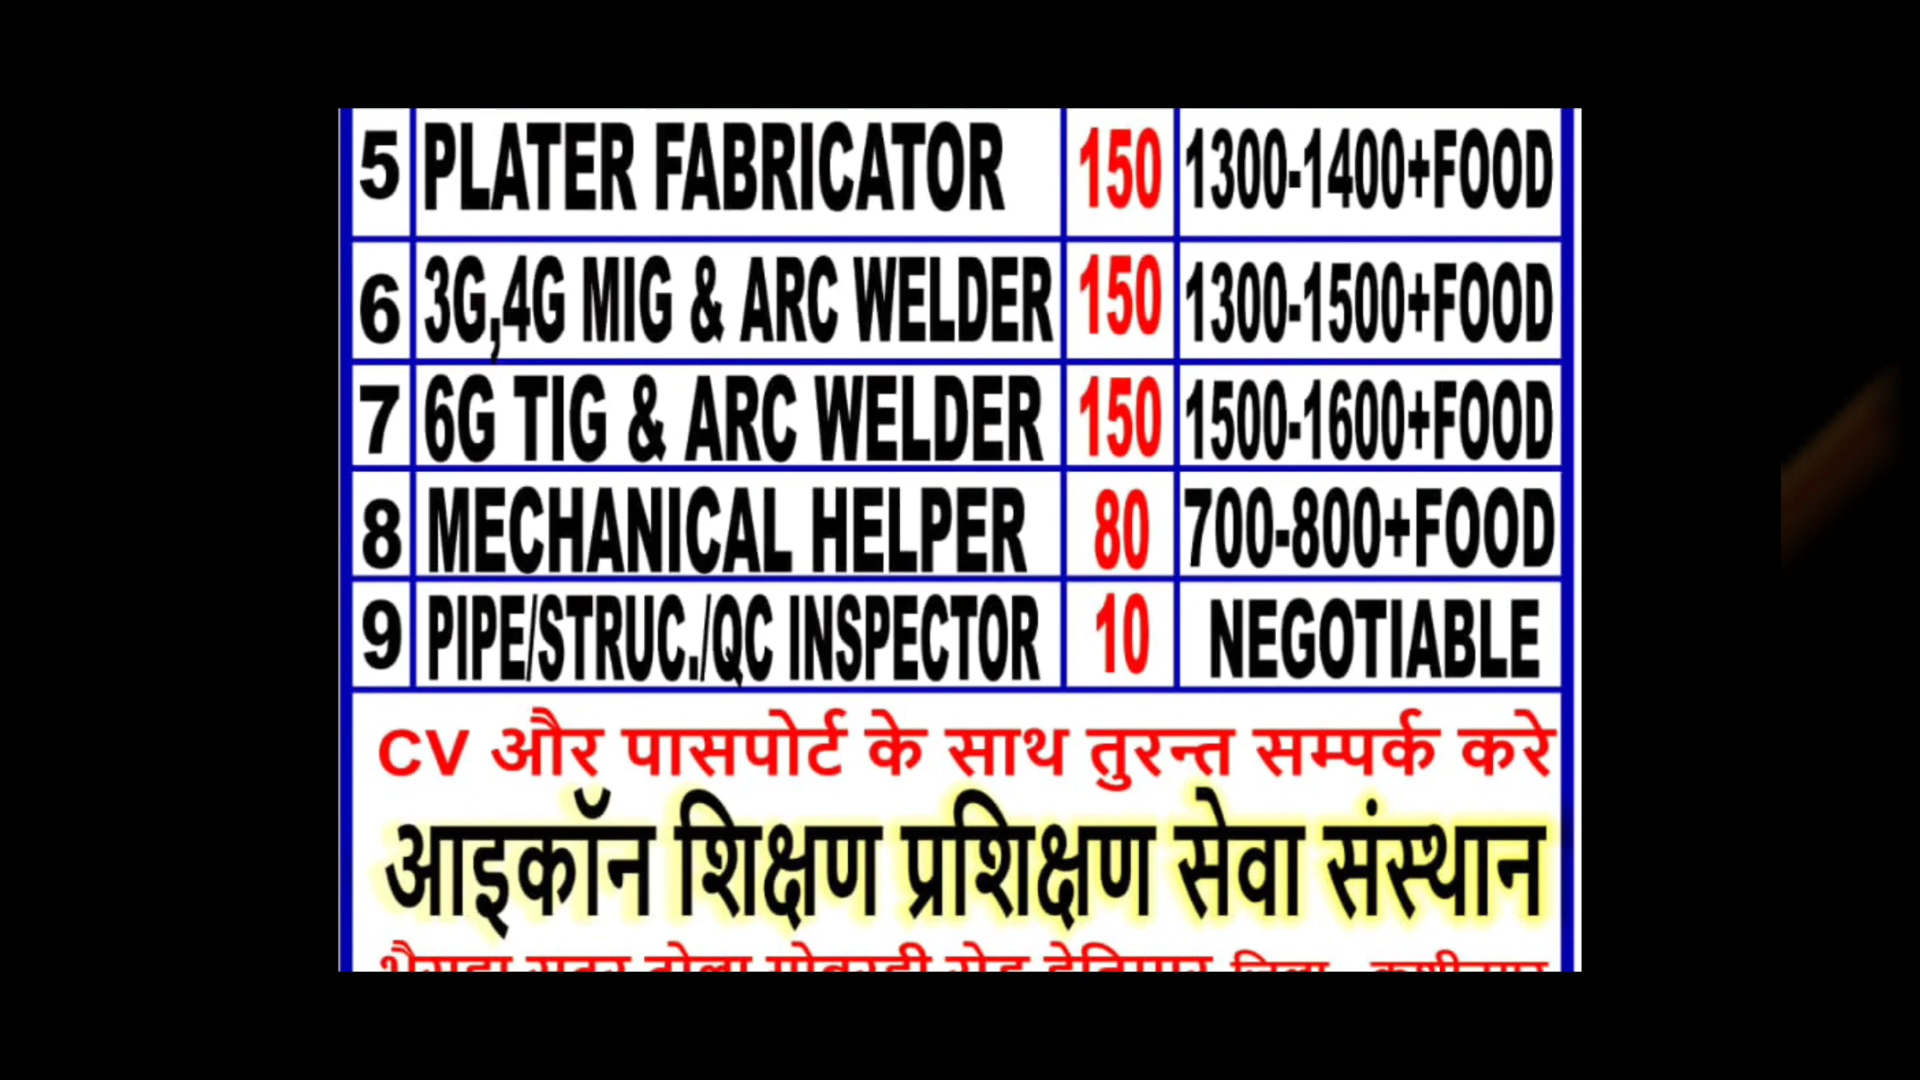 5 PLATER FABRICATOR 150 1300-1400+FOOD
6 3G,4G MIG & ARC WELDER 150 1300-1500+FOOD
7 6G TIG & ARC WELDER 150 1500-1600+FOOD
8 MECHANICAL HELPER 80 700-800+FOOD
9 PIPE/STRUC./QC INSPECTOR 10 NEGOTIABLE
CV और पासपोर्ट के साथ तुरन्त सम्पर्क करे
आइकॉन शिक्षण प्रशिक्षण सेवा संस्थान